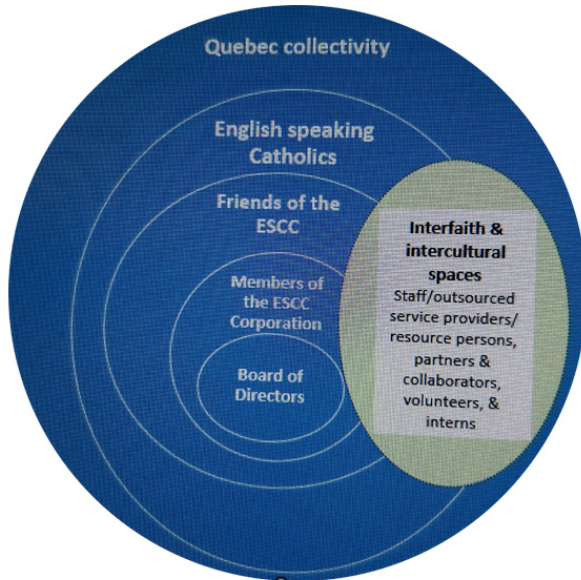 Quebec collectivity
English speaking
Catholics
Friends of the
ESCC
Members of
the ESCC
Corporation
Board of
Directors
Interfaith &
intercultural
spaces
Staff/outsourced
service providers/
resource persons,
partners &
collaborators,
volunteers, &
interns